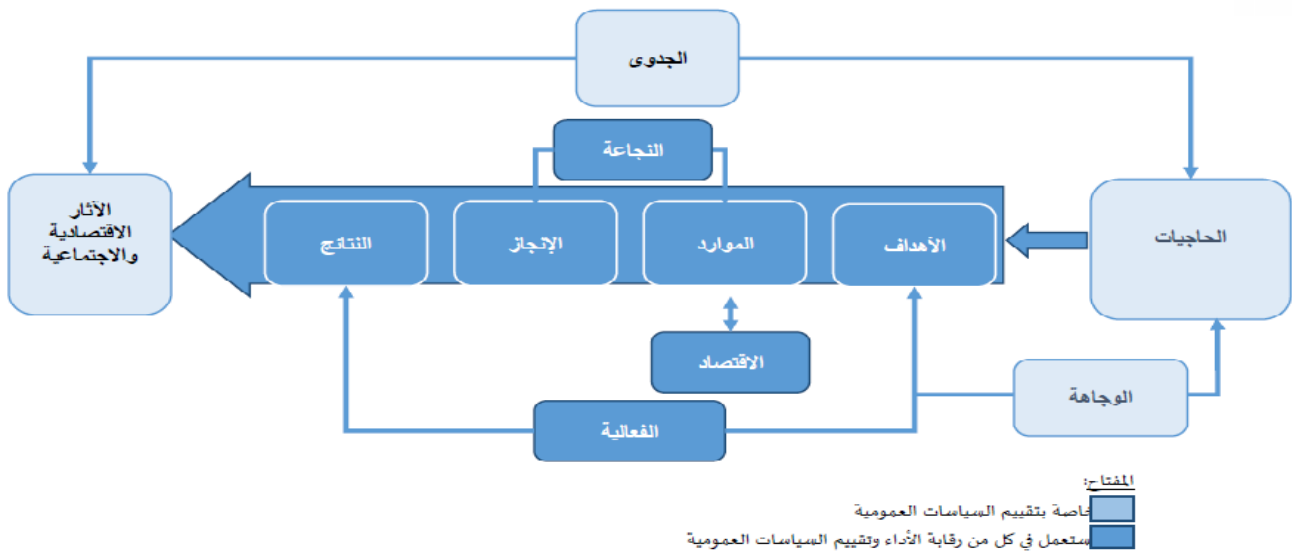 الجدوى
النجاعة
الحاجيات
الأهداف
الموارد
الإنجاز
النتائج
الآثار
الاقتصادية
والاجتماعية
الاقتصاد
الوجاهة
الفعالية
المفتاح:
خاصة بتقييم السياسات العمومية
ستعمل في كل من رقابة الأداء وتقييم السياسات العمومية